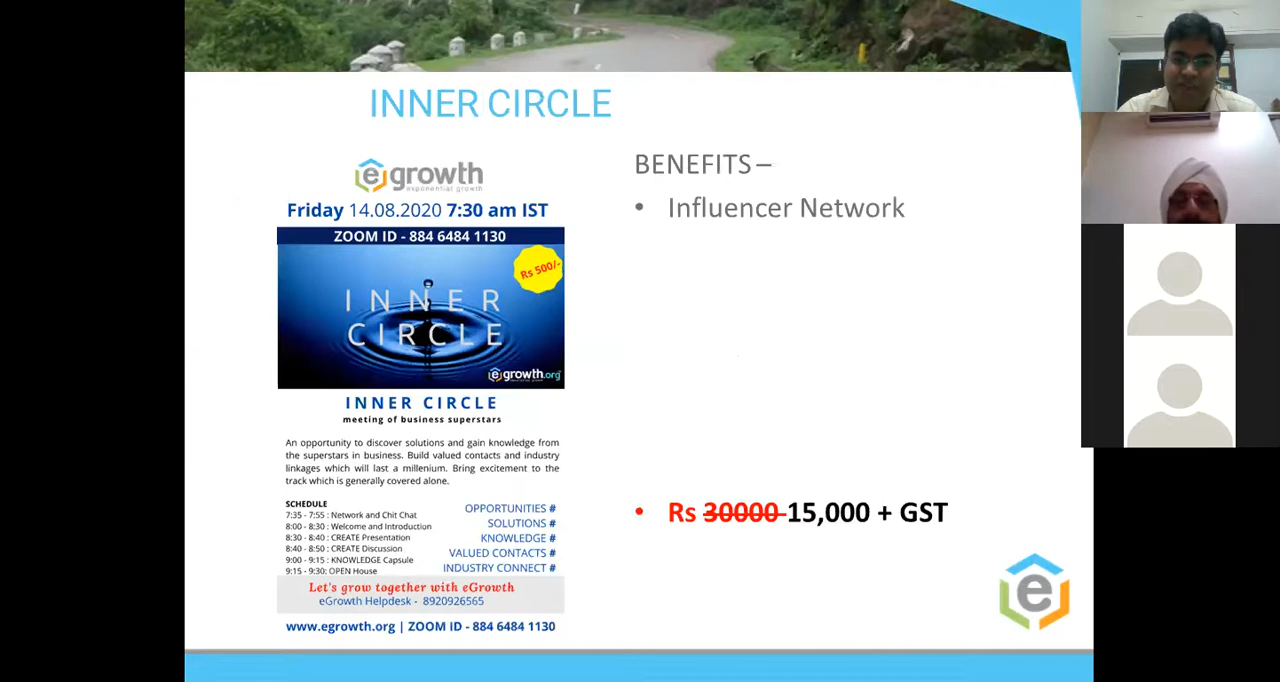 INNER CIRCLE
egrowth
exponential growth
Friday 14.08.2020 7:30 am IST
ZOOM ID - 884 6484 1130
Rs 500/-
INNER
CIRCLE
egrowth.org
INNER CIRCLE
meeting of business superstars
An opportunity to discover solutions and gain knowledge from
the superstars in business. Build valued contacts and industry
linkages which will last a millenium. Bring excitement to the
track which is generally covered alone.
SCHEDULE
7:35 - 7:55 : Network and Chit Chat
8:00 - 8:30 : Welcome and Introduction
8:30 - 8:40 : CREATE Presentation
8:40 - 8:50 : CREATE Discussion
9:00 - 9:15 : KNOWLEDGE Capsule
9:15 - 9:30: OPEN House
OPPORTUNITIES #
SOLUTIONS #
KNOWLEDGE #
VALUED CONTACTS #
INDUSTRY CONNECT #
Let's grow together with eGrowth
eGrowth Helpdesk - 8920926565
www.egrowth.org | ZOOM ID - 884 6484 1130
BENEFITS –
• Influencer Network
• Rs 30000 15,000 + GST
e